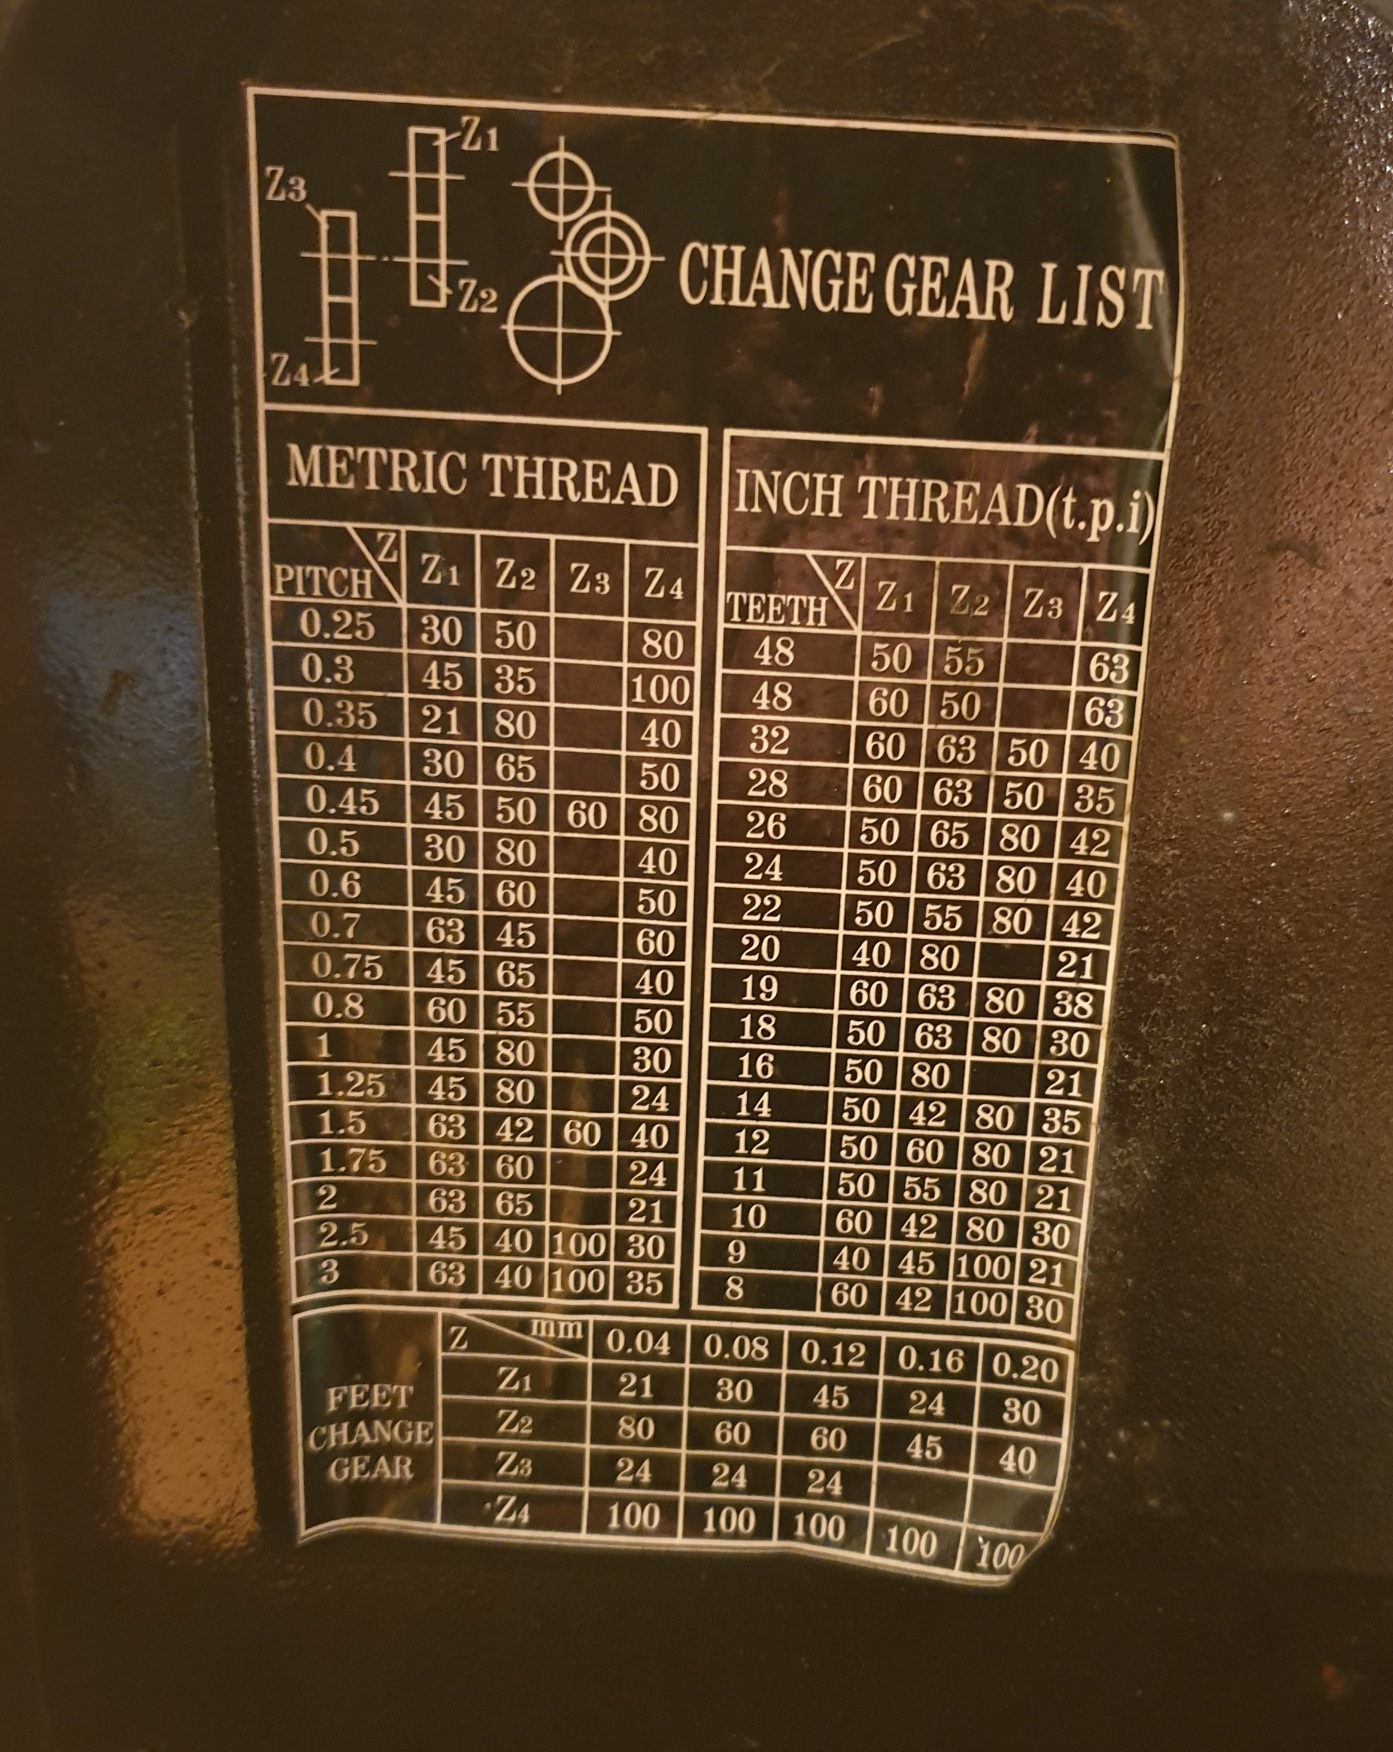 Z1
Z3
Z2
Z4
CHANGE GEAR LIST
METRIC THREAD
PITCH Z Z1 Z2 Z3 Z4
0.25 30 50 80
0.3 45 35 100
0.35 21 80 40
0.4 30 65 50
0.45 45 50 60 80
0.5 30 80 40
0.6 45 60 50
0.7 63 45 60
0.75 45 65 40
0.8 60 55 50
1 45 80 30
1.25 45 80 24
1.5 63 42 60 40
1.75 63 60 24
2 63 65 21
2.5 45 40 100 30
3 63 40 100 35
INCH THREAD(t.p.i)
TEETH Z Z1 Z2 Z3 Z4
48 50 55 63
48 60 50 63
32 60 63 50 40
28 60 63 50 35
26 50 65 80 42
24 50 63 80 40
22 50 55 80 42
20 40 80 21
19 60 63 80 38
18 50 63 80 30
16 50 80 21
14 50 42 80 35
12 50 60 80 21
11 50 55 80 21
10 60 42 80 30
9 40 45 100 21
8 60 42 100 30
FEET
CHANGE
GEAR
Z mm 0.04 0.08 0.12 0.16 0.20
Z1 21 30 45 24 30
Z2 80 60 60 45 40
Z3 24 24 24
Z4 100 100 100 100 100